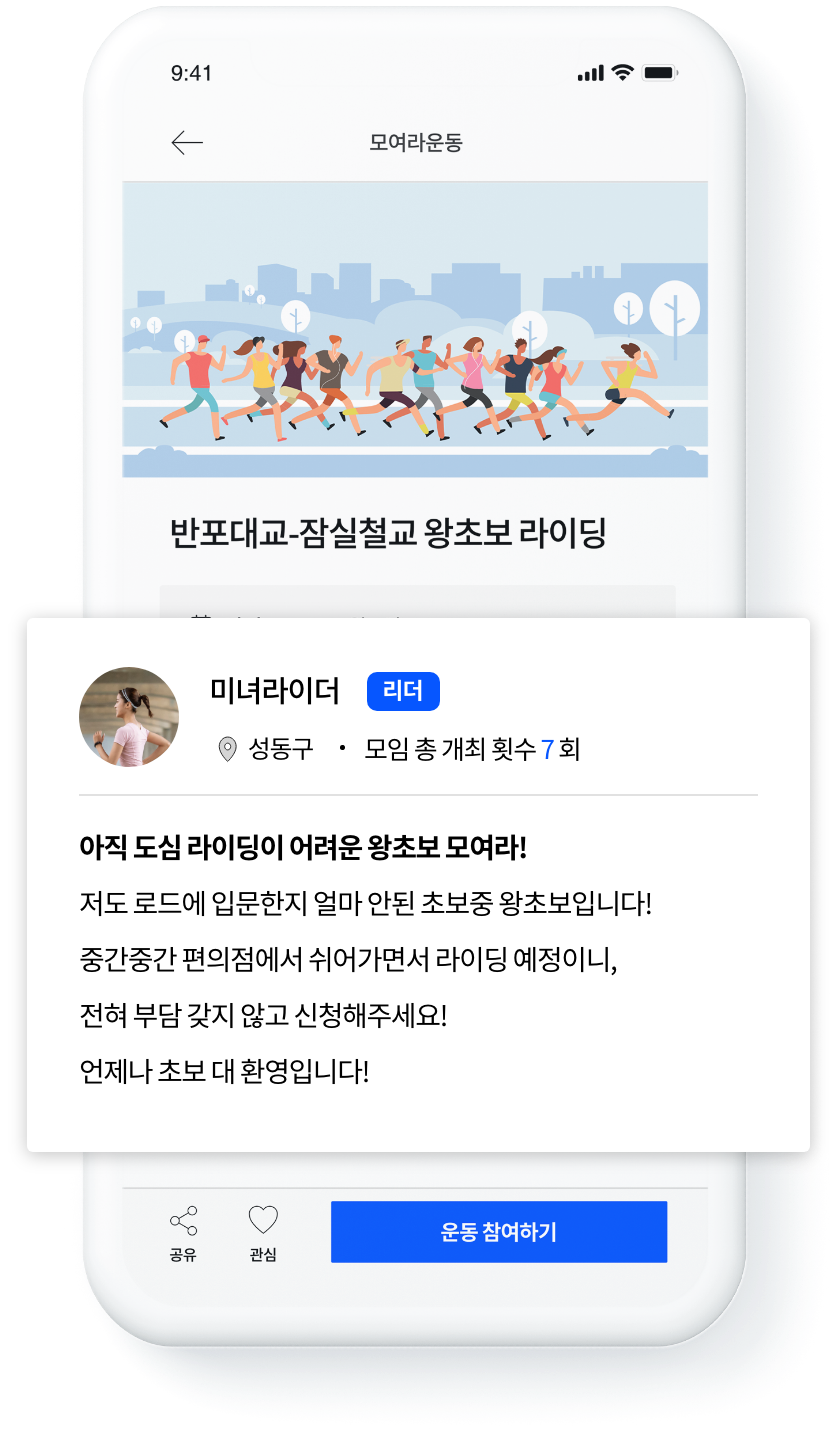 9:41
모여라운동
반포대교-잠실철교 왕초보 라이딩
미녀라이더 리더
성동구 • 모임 총 개최 횟수 7 회
아직 도심 라이딩이 어려운 왕초보 모여라!
저도 로드에 입문한지 얼마 안된 초보중 왕초보입니다!
중간중간 편의점에서 쉬어가면서 라이딩 예정이니,
전혀 부담 갖지 않고 신청해주세요!
언제나 초보 대 환영입니다!
공유 관심 운동 참여하기